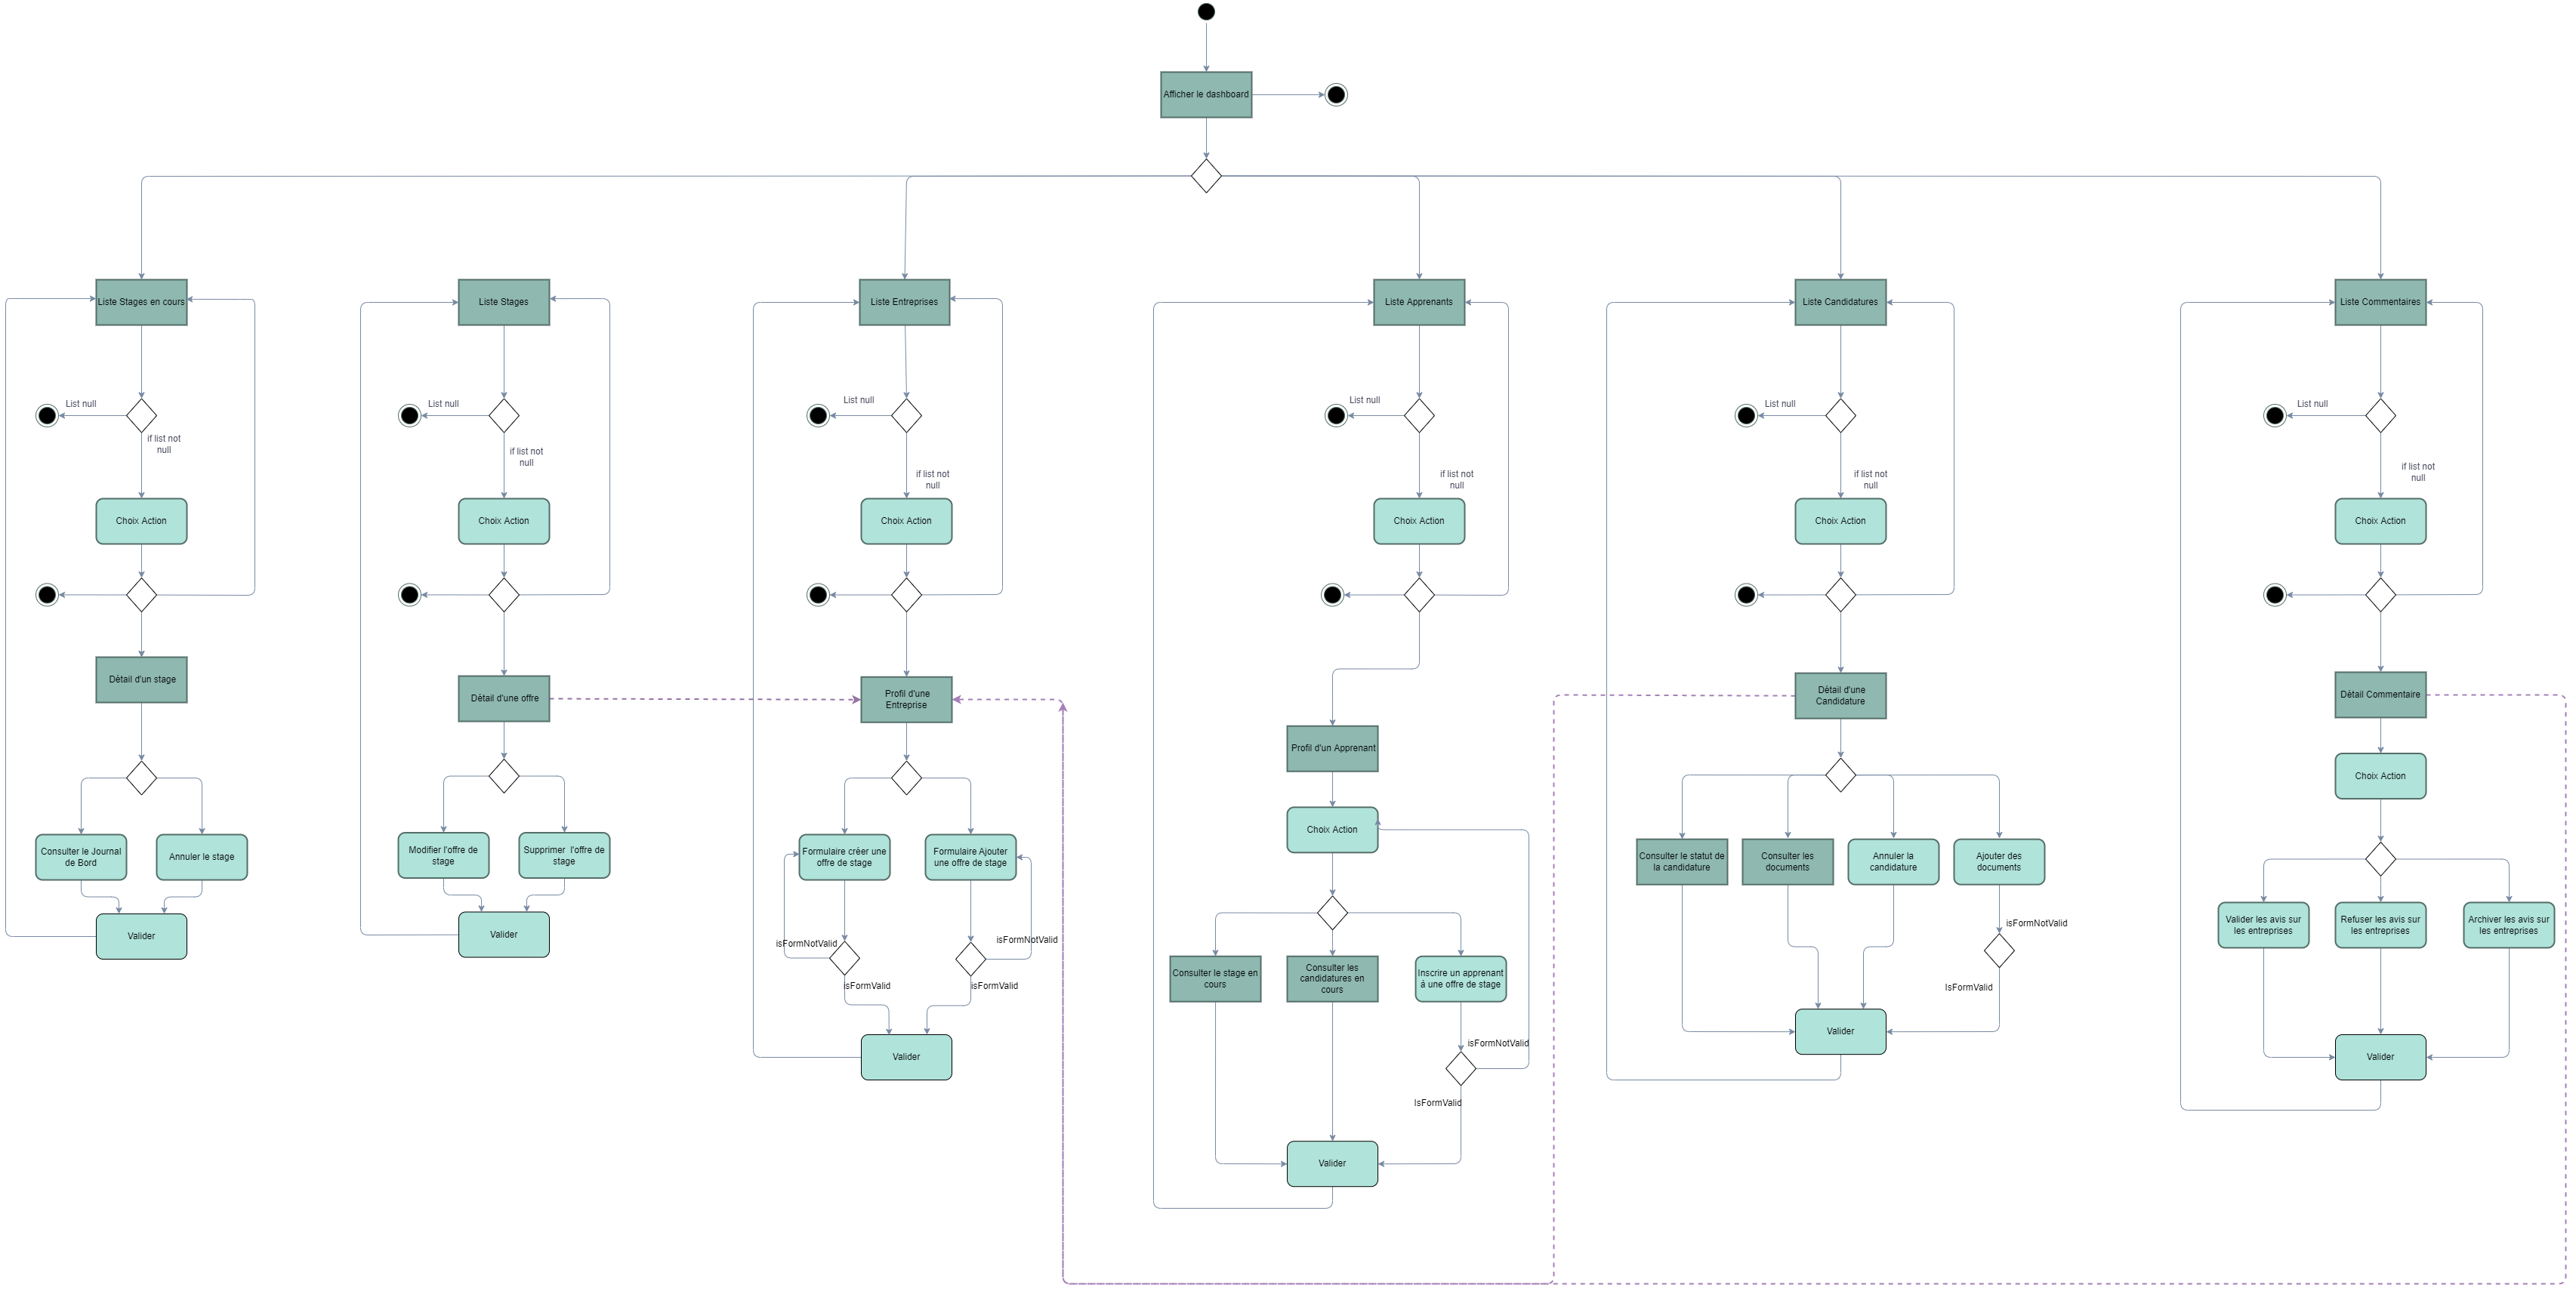 Afficher le dashboard
Liste Stages en cours
Liste Stages
Liste Entreprises
Liste Apprenants
Liste Candidatures
Liste Commentaires
List null
List null
List null
List null
List null
List null
if list not
null
if list not
null
if list not
null
if list not
null
if list not
null
if list not
null
Choix Action
Choix Action
Choix Action
Choix Action
Choix Action
Choix Action
Détail d'un stage
Détail d'une offre
Profil d'une
Entreprise
Profil d'un Apprenant
Détail d'une
Candidature
Détail Commentaire
Choix Action
Choix Action
Consulter le Journal
de Bord
Annuler le stage
Modifier l'offre de
stage
Supprimer l'offre de
stage
Formulaire créer une
offre de stage
Formulaire Ajouter
une offre de stage
Consulter le statut de
la candidature
Consulter les
documents
Annuler la
candidature
Ajouter des
documents
Valider les avis sur
les entreprises
Refuser les avis sur
les entreprises
Archiver les avis sur
les entreprises
Valider
Valider
isFormNotValid
isFormNotValid
isFormValid
isFormValid
Consulter le stage en
cours
Consulter les
candidatures en
cours
Inscrire un apprenant
à une offre de stage
isFormNotValid
IsFormValid
Valider
isFormNotValid
IsFormValid
Valider
Valider
Valider